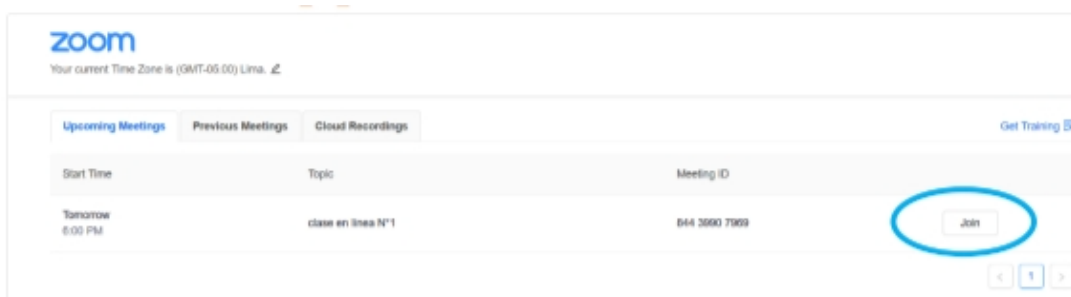 zoom
Your current Time Zone is (GMT-05:00) Lima.
Upcoming Meetings Previous Meetings Cloud Recordings Get Training
Start Time Topic Meeting ID
Tomorrow
6:00 PM clase en linea N°1 844 3990 7969 Join
< 1 >